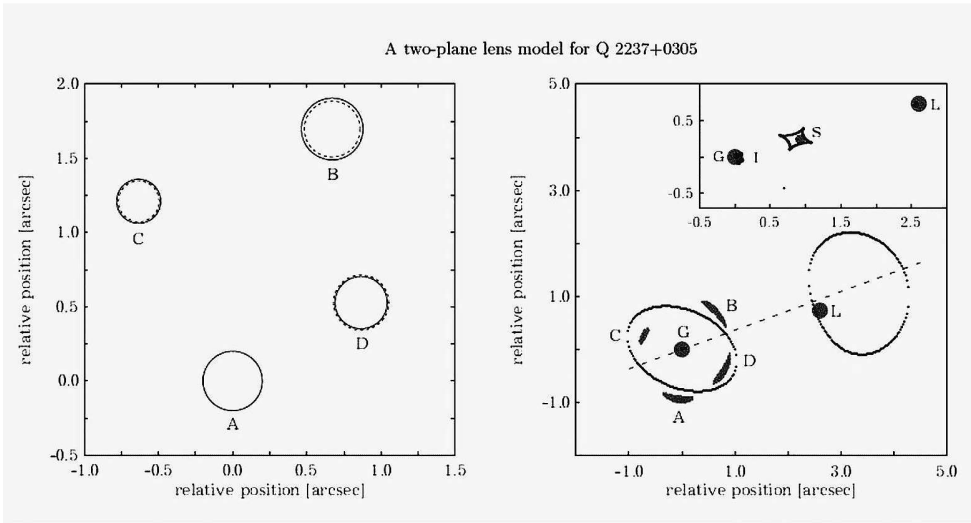 A two-plane lens model for Q 2237+0305
2.0
1.5
1.0
0.5
0.0
-0.5
-1.0 -0.5 0.0 0.5 1.0 1.5
relative position [arcsec]
relative position [arcsec]
B
C
D
A
5.0
3.0
1.0
-1.0
-1.0 1.0 3.0 5.0
relative position [arcsec]
relative position [arcsec]
0.5
-0.5
-0.5 0.5 1.5 2.5
L
S
G I
B
C
G
D
A
L